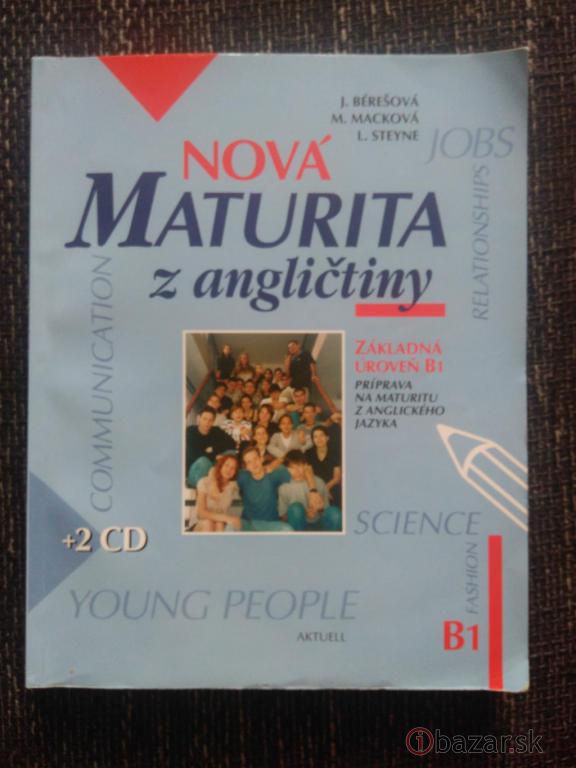 J. BÉREŠOVÁ
M. MACKOVÁ
L. STEYNE
JOBS
RELATIONSHIPS
NOVÁ
MATURITA
z angličtiny
COMMUNICATION
ZÁKLADNÁ
ÚROVEŇ B1
PRÍPRAVA
NA MATURITU
Z ANGLICKÉHO
JAZYKA
SCIENCE
+2 CD
FASHION
YOUNG PEOPLE
AKTUELL
B1
ibazar.sk